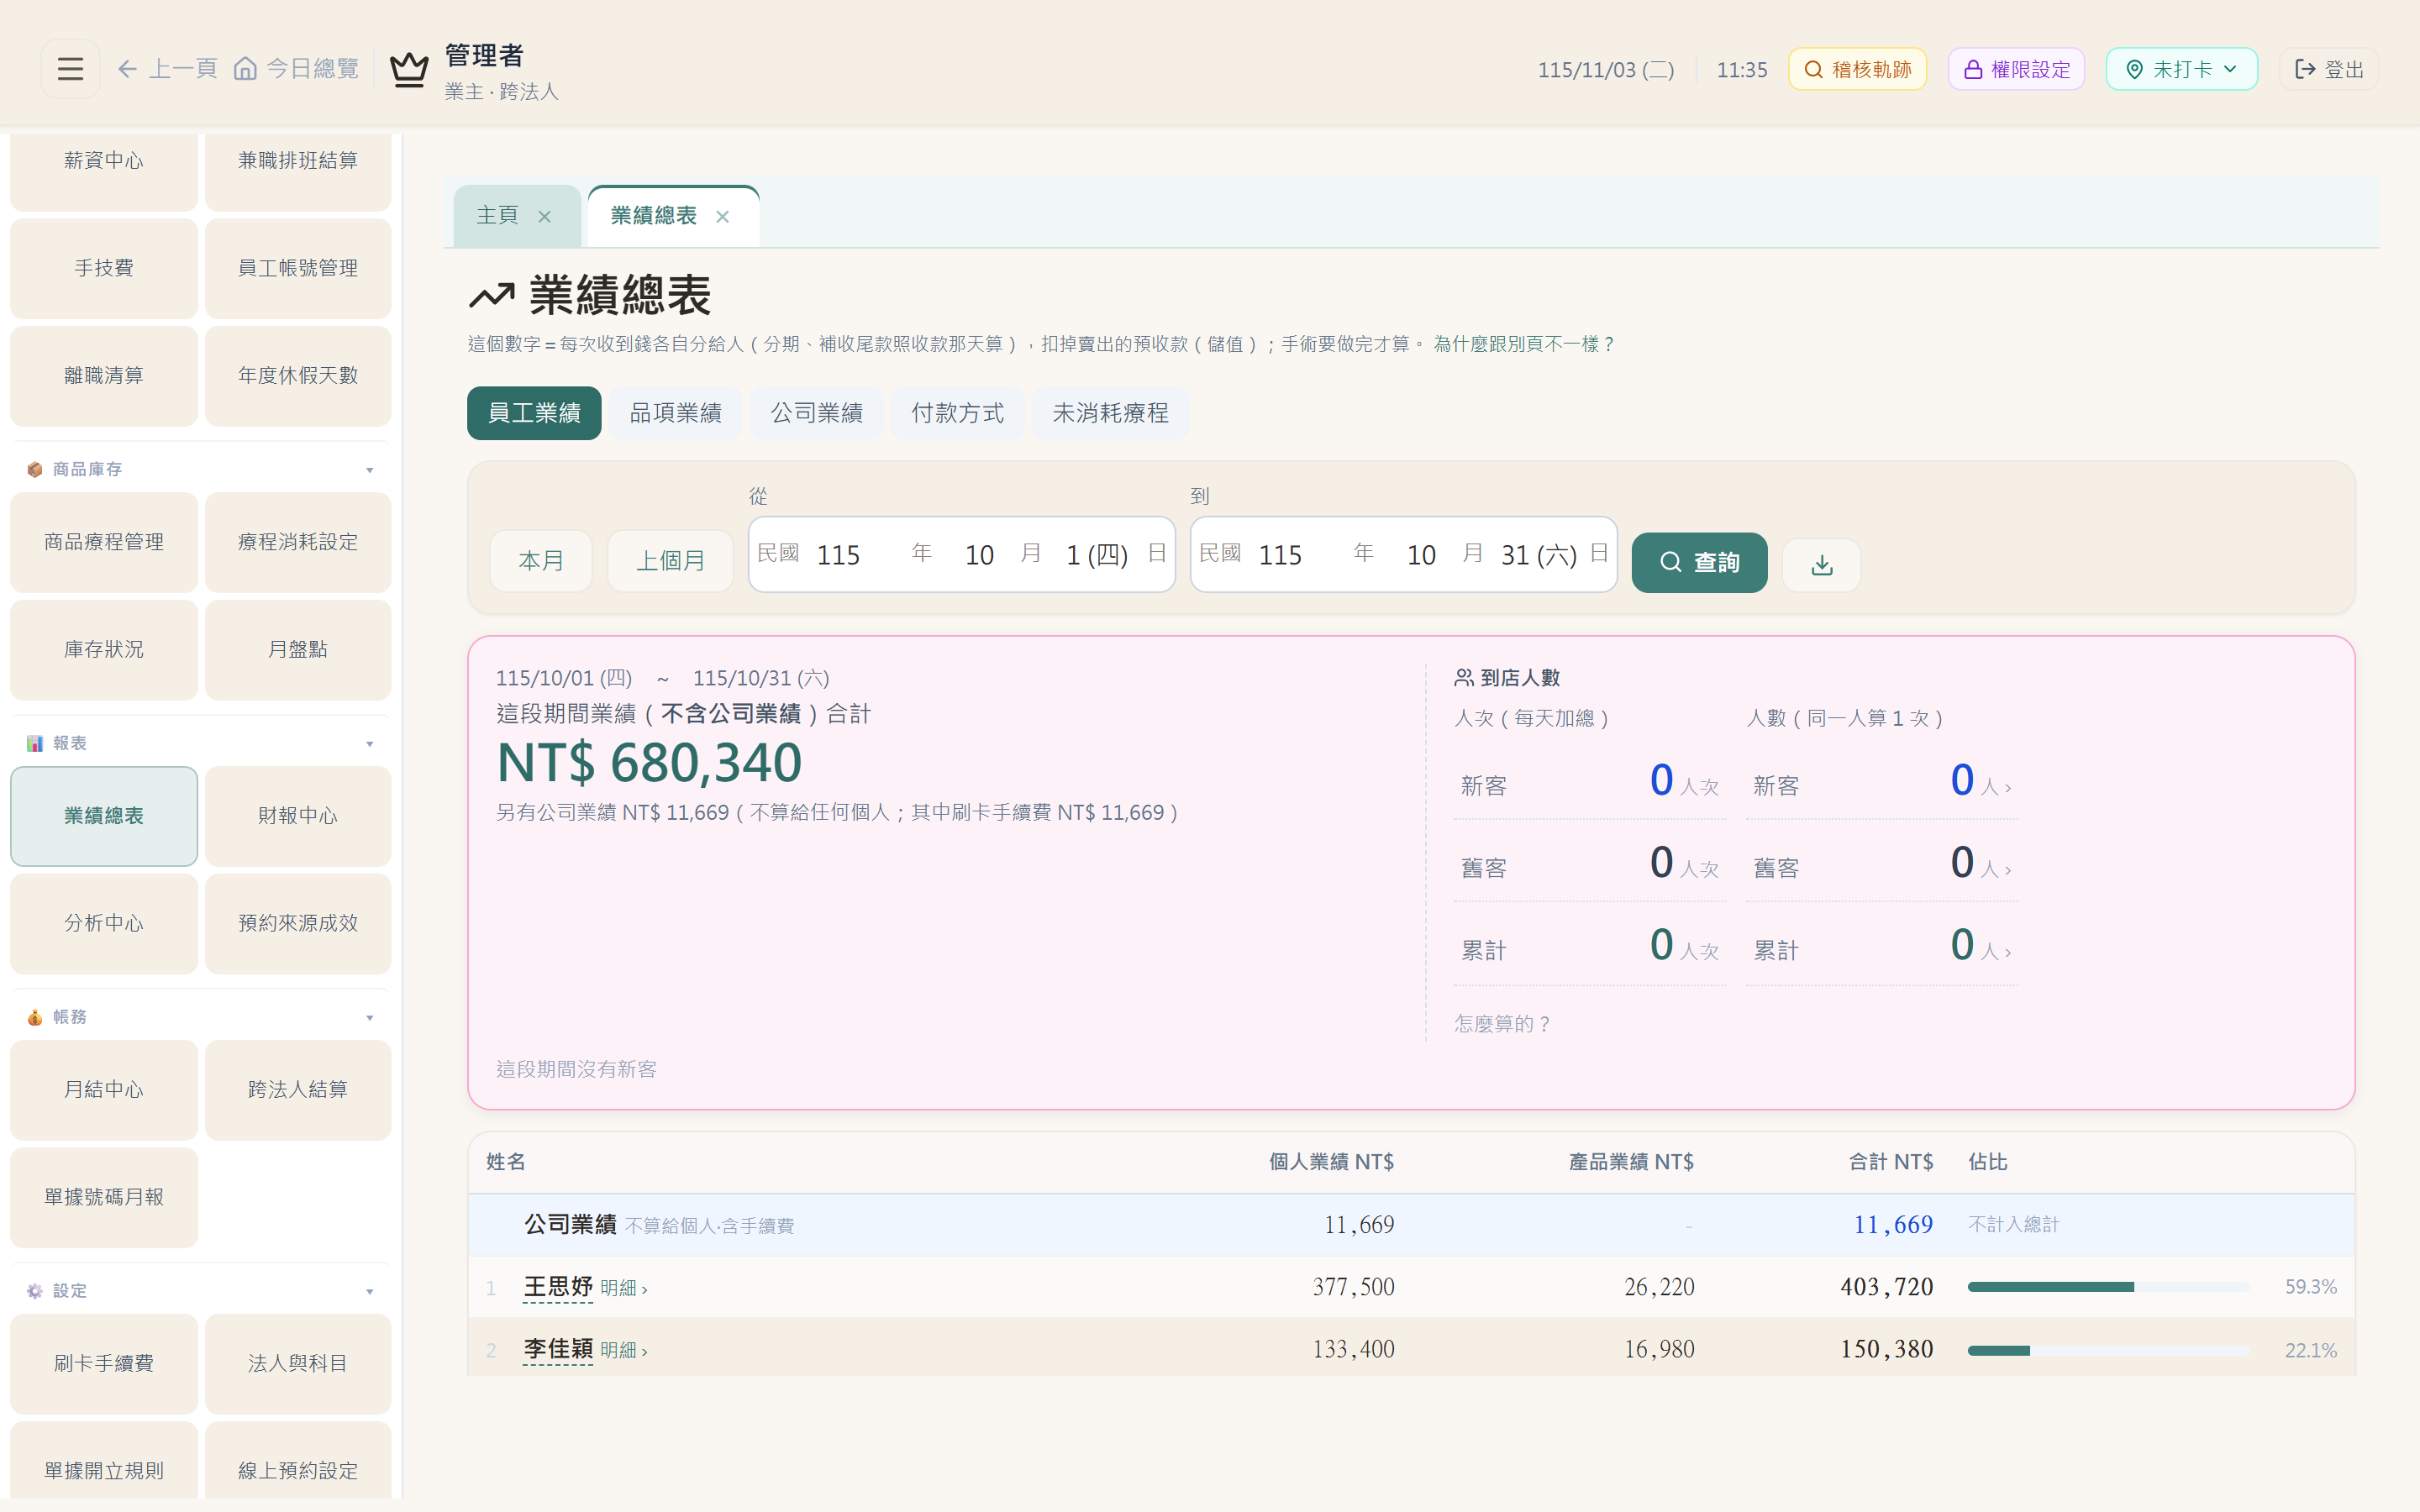 上一頁 今日總覽 管理者
業主 · 跨法人
115/11/03 (二) 11:35 稽核軌跡 權限設定 未打卡 登出
薪資中心 兼職排班結算
手技費 員工帳號管理
離職清算 年度休假天數
商品庫存
商品療程管理 療程消耗設定
庫存狀況 月盤點
報表
業績總表 財報中心
分析中心 預約來源成效
帳務
月結中心 跨法人結算
單據號碼月報
設定
刷卡手續費 法人與科目
單據開立規則 線上預約設定
主頁 × 業績總表 ×
業績總表
這個數字 = 每次收到錢各自分給人（分期、補收尾款照收款那天算），扣掉賣出的預收款（儲值）；手術要做完才算。 為什麼跟別頁不一樣？
員工業績 品項業績 公司業績 付款方式 未消耗療程
從 到
本月 上個月 民國 115 年 10 月 1 (四) 日 民國 115 年 10 月 31 (六) 日 查詢
115/10/01 (四) ~ 115/10/31 (六)
這段期間業績（不含公司業績）合計
NT$ 680,340
另有公司業績 NT$ 11,669（不算給任何個人；其中刷卡手續費 NT$ 11,669）
這段期間沒有新客
到店人數
人次（每天加總） 人數（同一人算 1 次）
新客 0 人次 新客 0 人 ›
舊客 0 人次 舊客 0 人 ›
累計 0 人次 累計 0 人 ›
怎麼算的？
姓名 個人業績 NT$ 產品業績 NT$ 合計 NT$ 佔比
公司業績 不算給個人·含手續費 11,669 - 11,669 不計入總計
1 王思妤 明細 › 377,500 26,220 403,720 59.3%
2 李佳穎 明細 › 133,400 16,980 150,380 22.1%